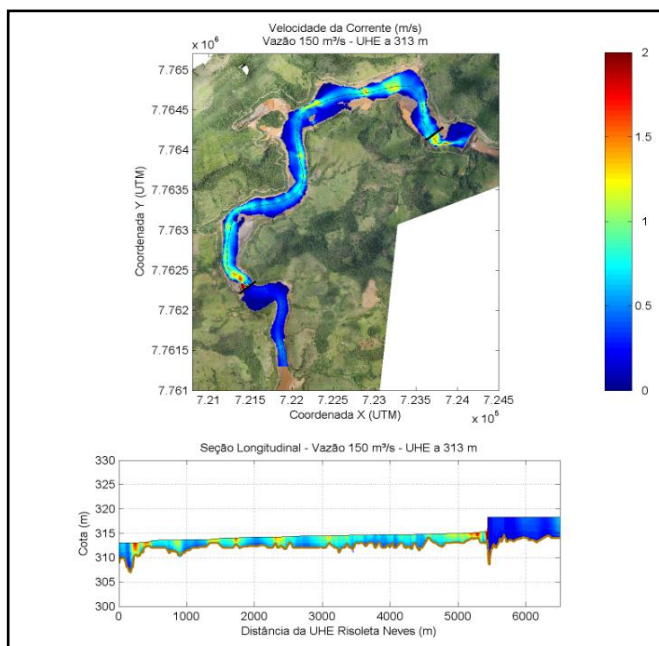 Velocidade da Corrente (m/s)
Vazão 150 m³/s - UHE a 313 m
x 10⁶
7.765
7.7645
7.764
7.7635
7.763
7.7625
7.762
7.7615
7.761
Coordenada Y (UTM)
7.21 7.215 7.22 7.225 7.23 7.235 7.24 7.245
x 10⁶
Coordenada X (UTM)
2
1.5
1
0.5
0
Seção Longitudinal - Vazão 150 m³/s - UHE a 313 m
330
325
320
315
310
305
300
Cota (m)
0 1000 2000 3000 4000 5000 6000
Distância da UHE Risoleta Neves (m)